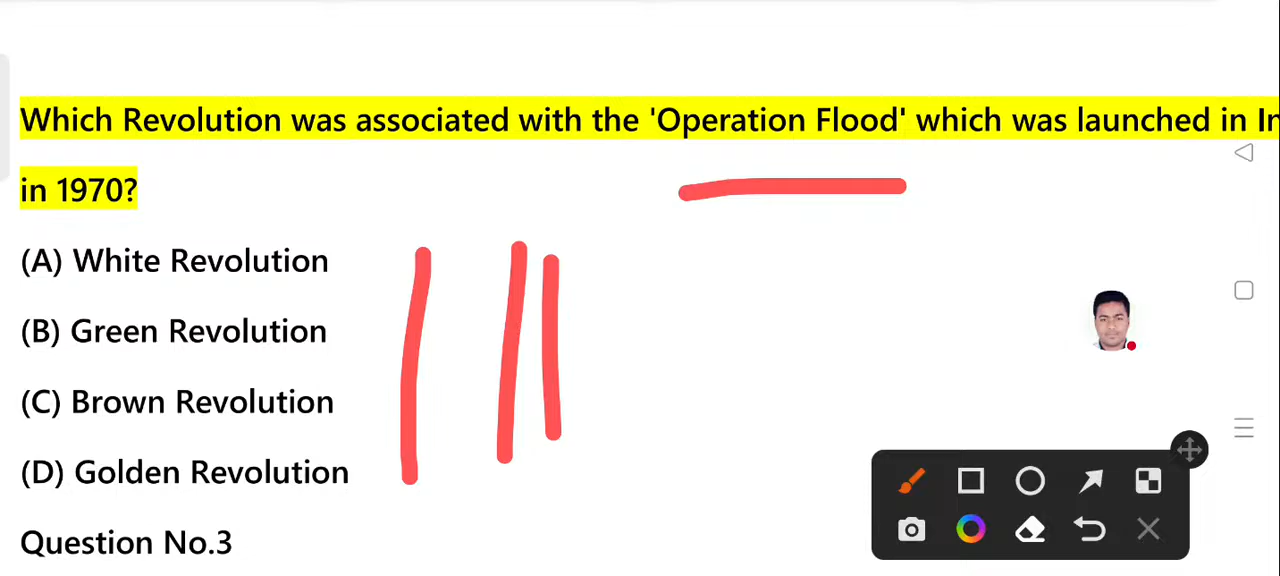 Which Revolution was associated with the 'Operation Flood' which was launched in In
in 1970?
(A) White Revolution
(B) Green Revolution
(C) Brown Revolution
(D) Golden Revolution
Question No.3